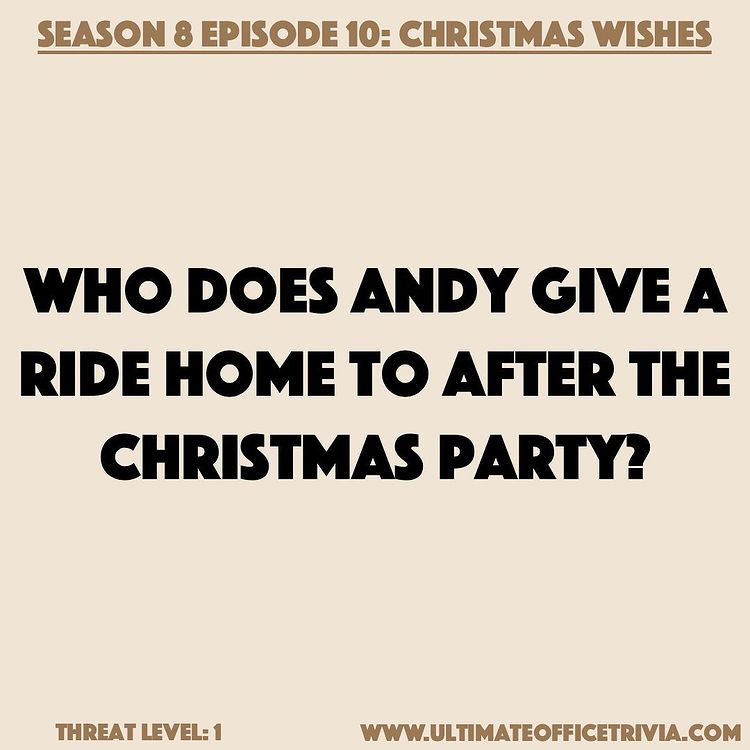 SEASON 8 EPISODE 10: CHRISTMAS WISHES
WHO DOES ANDY GIVE A
RIDE HOME TO AFTER THE
CHRISTMAS PARTY?
THREAT LEVEL: 1
WWW.ULTIMATEOFFICETRIVIA.COM